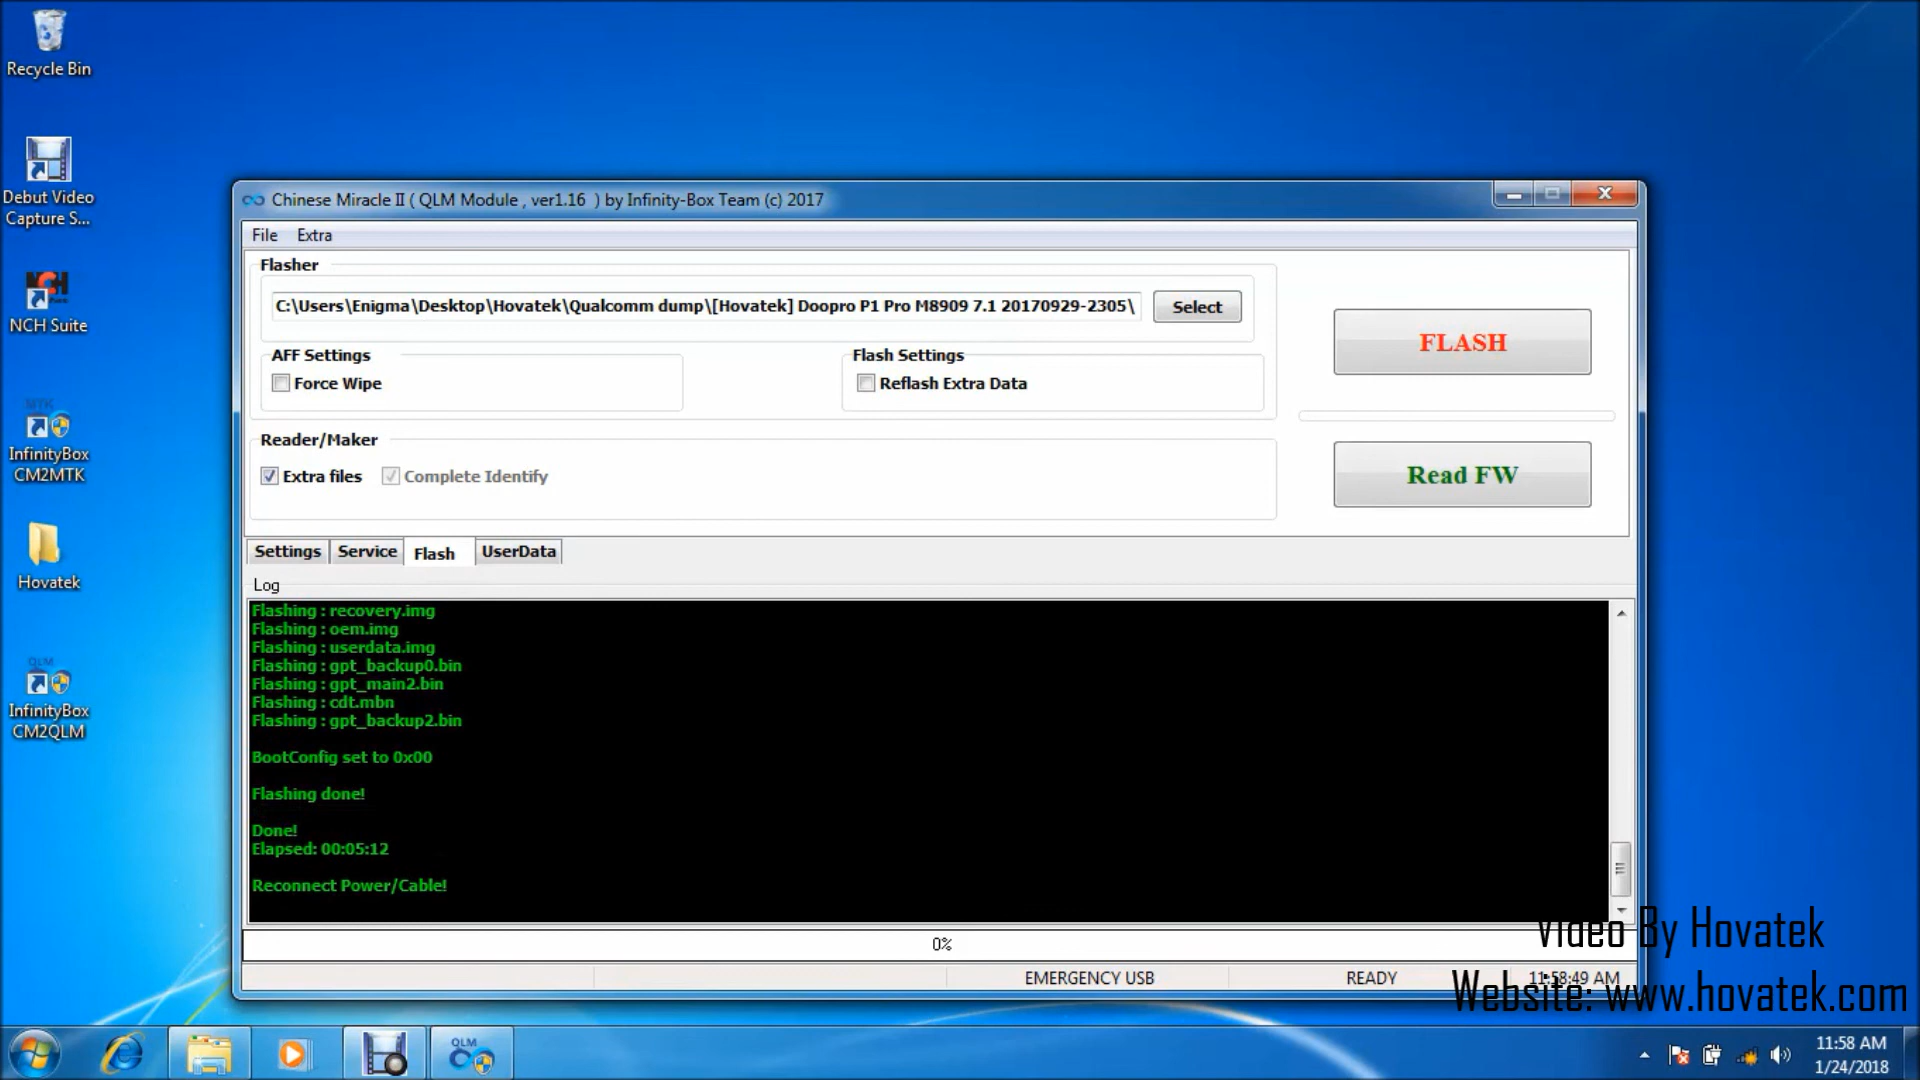 Recycle Bin
Debut Video
Capture S...
NCH Suite
MTK
InfinityBox
CM2MTK
Hovatek
QLM
InfinityBox
CM2QLM
Chinese Miracle II ( QLM Module , ver1.16 ) by Infinity-Box Team (c) 2017
File Extra
Flasher
C:\Users\Enigma\Desktop\Hovatek\Qualcomm dump\[Hovatek] Doopro P1 Pro M8909 7.1 20170929-2305\
Select
FLASH
AFF Settings
Force Wipe
Flash Settings
Reflash Extra Data
Reader/Maker
Extra files
Complete Identify
Read FW
Settings Service Flash UserData
Log
Flashing : recovery.img
Flashing : oem.img
Flashing : userdata.img
Flashing : gpt_backup0.bin
Flashing : gpt_main2.bin
Flashing : cdt.mbn
Flashing : gpt_backup2.bin
BootConfig set to 0x00
Flashing done!
Done!
Elapsed: 00:05:12
Reconnect Power/Cable!
0%
EMERGENCY USB
READY
11:58:49 AM
Video By Hovatek
Website: www.hovatek.com
QLM
11:58 AM
1/24/2018